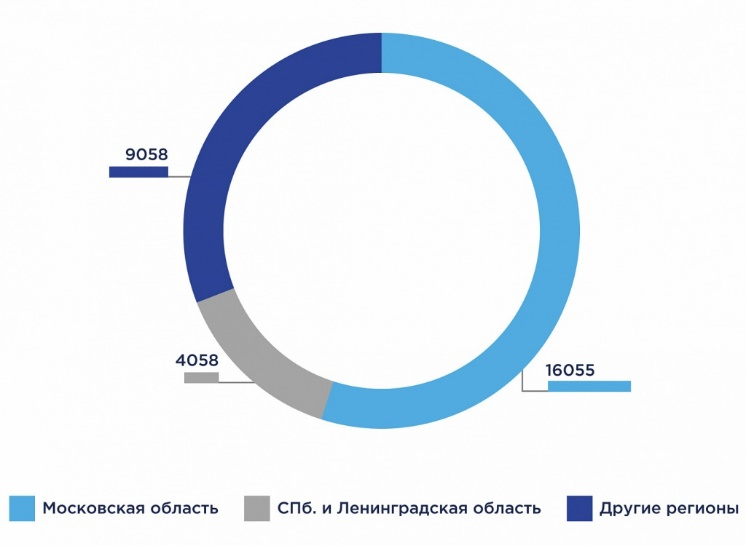 9058
4058
16055
Московская область
СПб. и Ленинградская область
Другие регионы